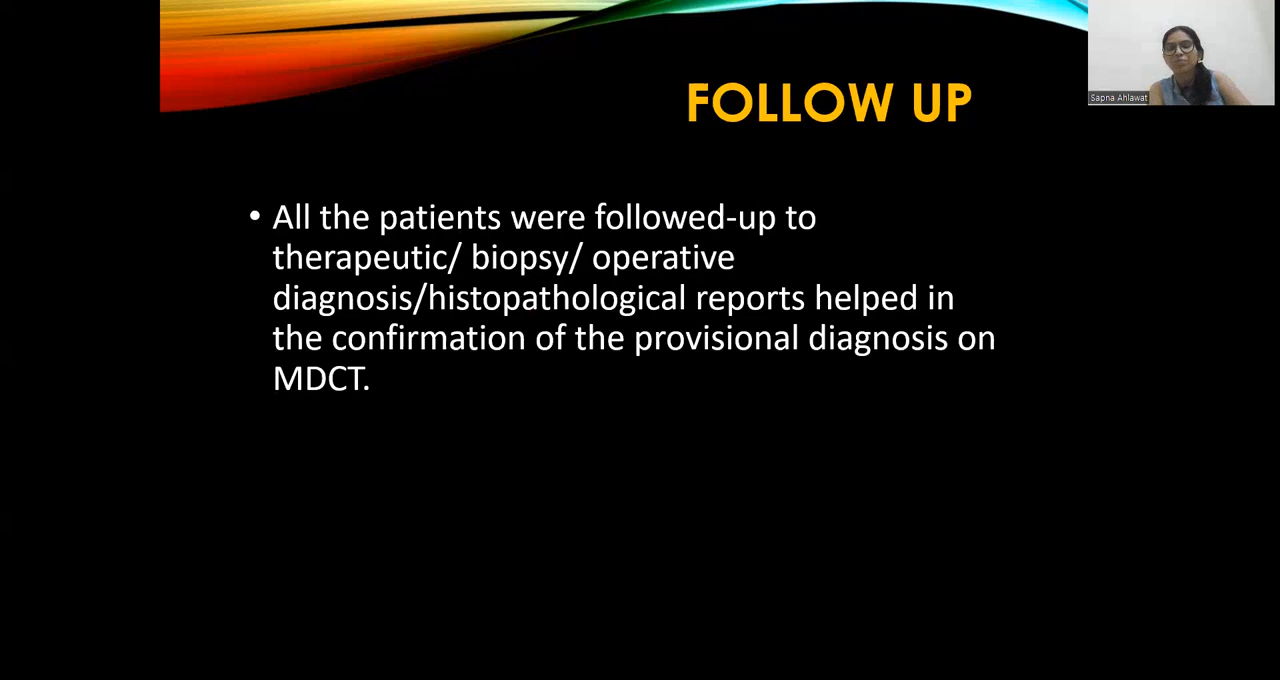 FOLLOW UP
Sapna Ahlawat
• All the patients were followed-up to
therapeutic/ biopsy/ operative
diagnosis/histopathological reports helped in
the confirmation of the provisional diagnosis on
MDCT.